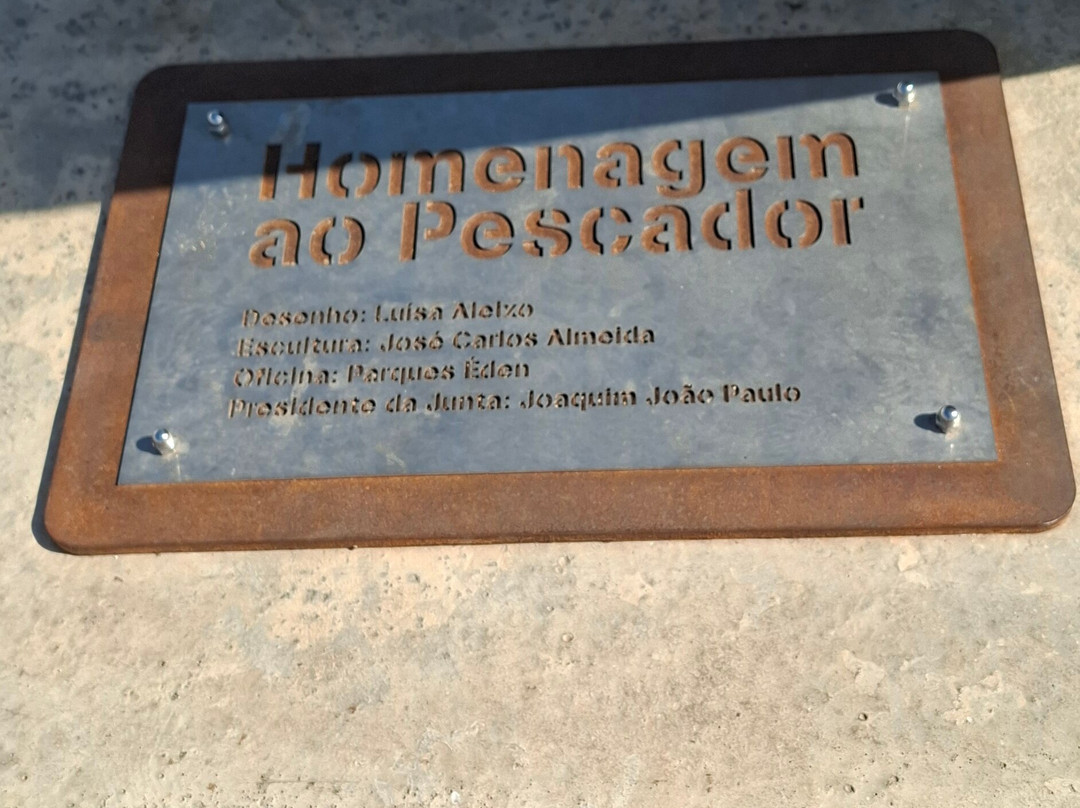 Homenagem
ao Pescador
Desenho: Luísa Aleixo
Escultura: José Carlos Almeida
Oficina: Parques Éden
Presidente da Junta: Joaquim João Paulo